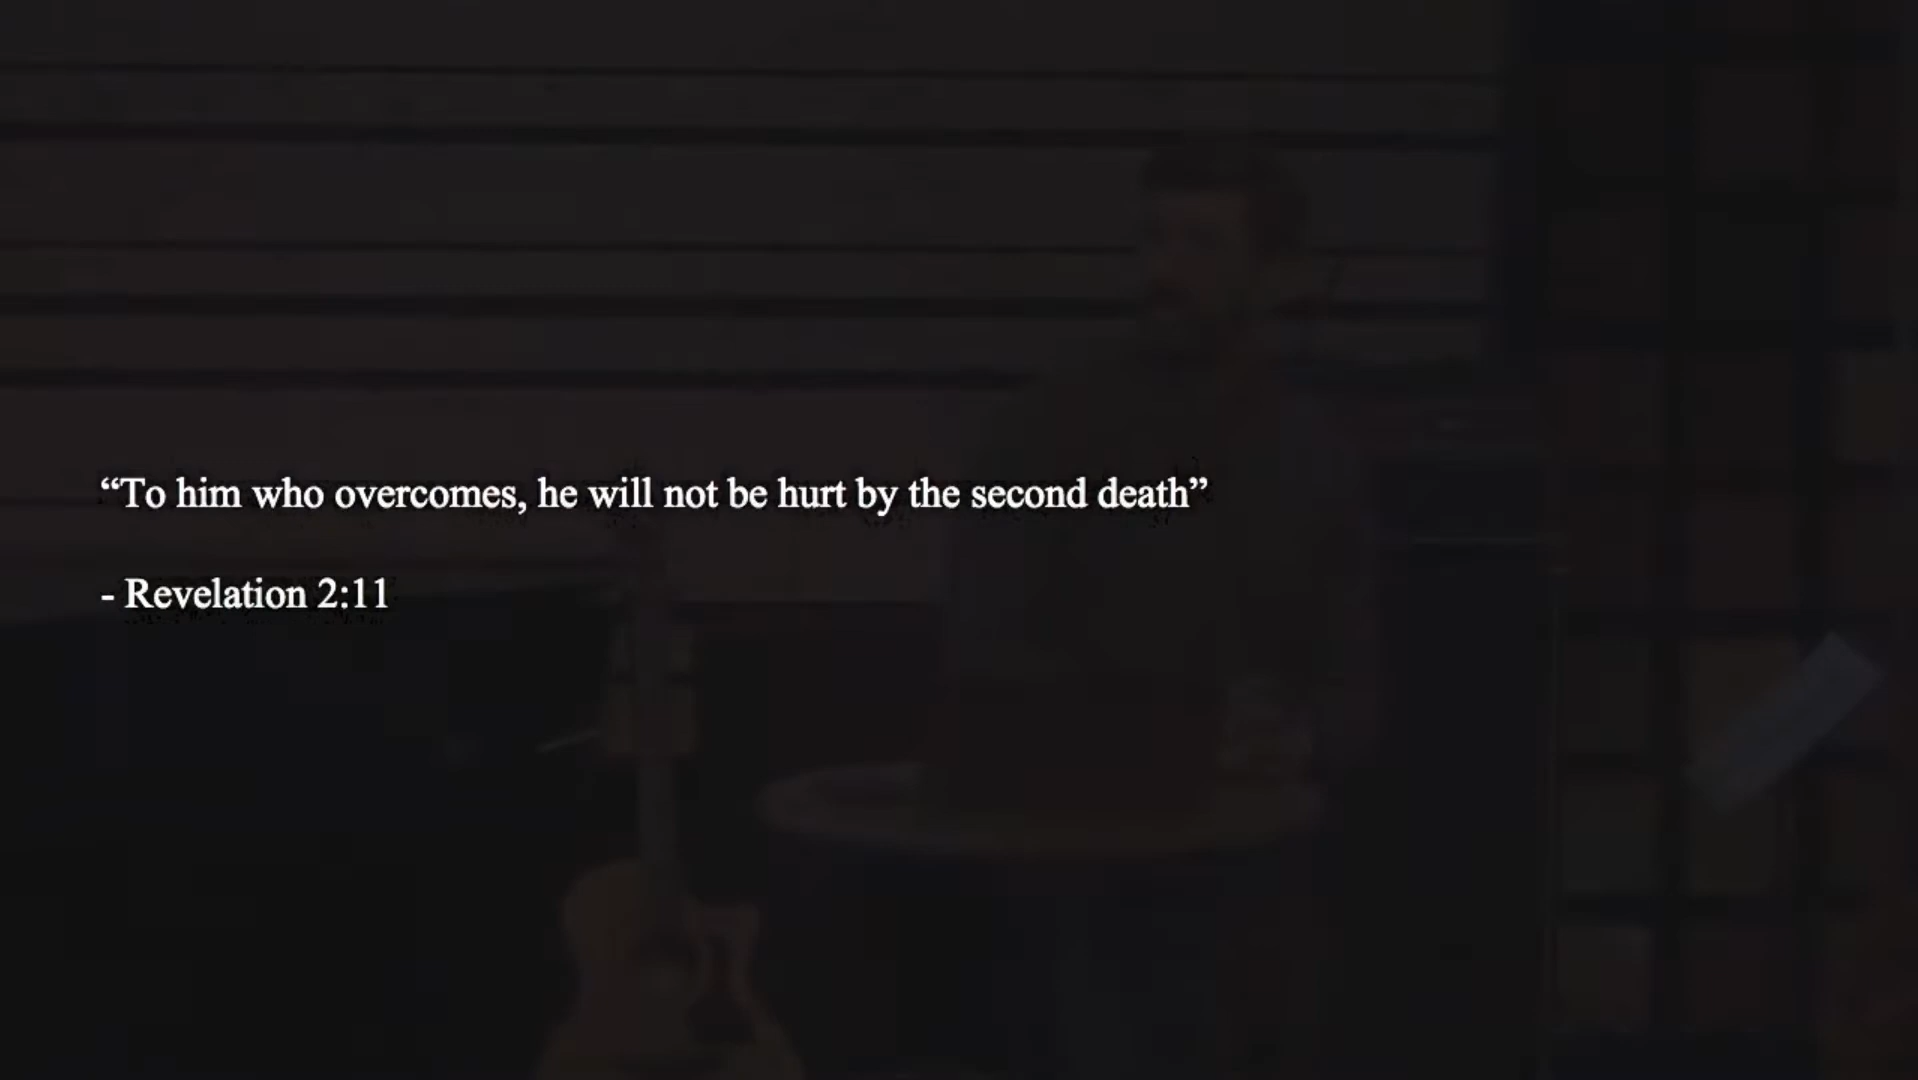 “To him who overcomes, he will not be hurt by the second death”
- Revelation 2:11